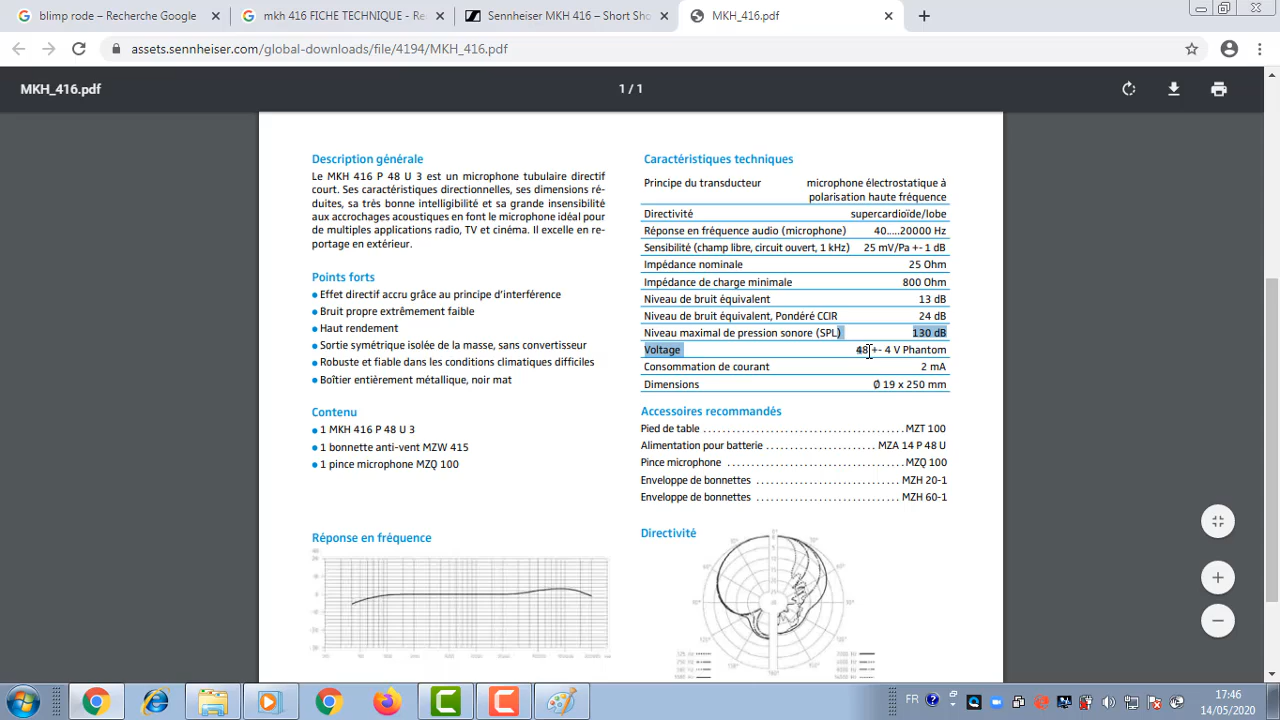 blimp rode – Recherche Google
mkh 416 FICHE TECHNIQUE - Re
Sennheiser MKH 416 – Short Sho
MKH_416.pdf
assets.sennheiser.com/global-downloads/file/4194/MKH_416.pdf
MKH_416.pdf
1 / 1
Description générale
Le MKH 416 P 48 U 3 est un microphone tubulaire directif
court. Ses caractéristiques directionnelles, ses dimensions ré-
duites, sa très bonne intelligibilité et sa grande insensibilité
aux accrochages acoustiques en font le microphone idéal pour
de multiples applications radio, TV et cinéma. Il excelle en re-
portage en extérieur.
Points forts
• Effet directif accru grâce au principe d'interférence
• Bruit propre extrêmement faible
• Haut rendement
• Sortie symétrique isolée de la masse, sans convertisseur
• Robuste et fiable dans les conditions climatiques difficiles
• Boîtier entièrement métallique, noir mat
Contenu
• 1 MKH 416 P 48 U 3
• 1 bonnette anti-vent MZW 415
• 1 pince microphone MZQ 100
Réponse en fréquence
Caractéristiques techniques
Principe du transducteur microphone électrostatique à
polarisation haute fréquence
Directivité supercardioïde/lobe
Réponse en fréquence audio (microphone) 40.....20000 Hz
Sensibilité (champ libre, circuit ouvert, 1 kHz) 25 mV/Pa +- 1 dB
Impédance nominale 25 Ohm
Impédance de charge minimale 800 Ohm
Niveau de bruit équivalent 13 dB
Niveau de bruit équivalent, Pondéré CCIR 24 dB
Niveau maximal de pression sonore (SPL) 130 dB
Voltage 48 +- 4 V Phantom
Consommation de courant 2 mA
Dimensions Ø 19 x 250 mm
Accessoires recommandés
Pied de table MZT 100
Alimentation pour batterie MZA 14 P 48 U
Pince microphone MZQ 100
Enveloppe de bonnettes MZH 20-1
Enveloppe de bonnettes MZH 60-1
Directivité
FR
17:46
14/05/2020